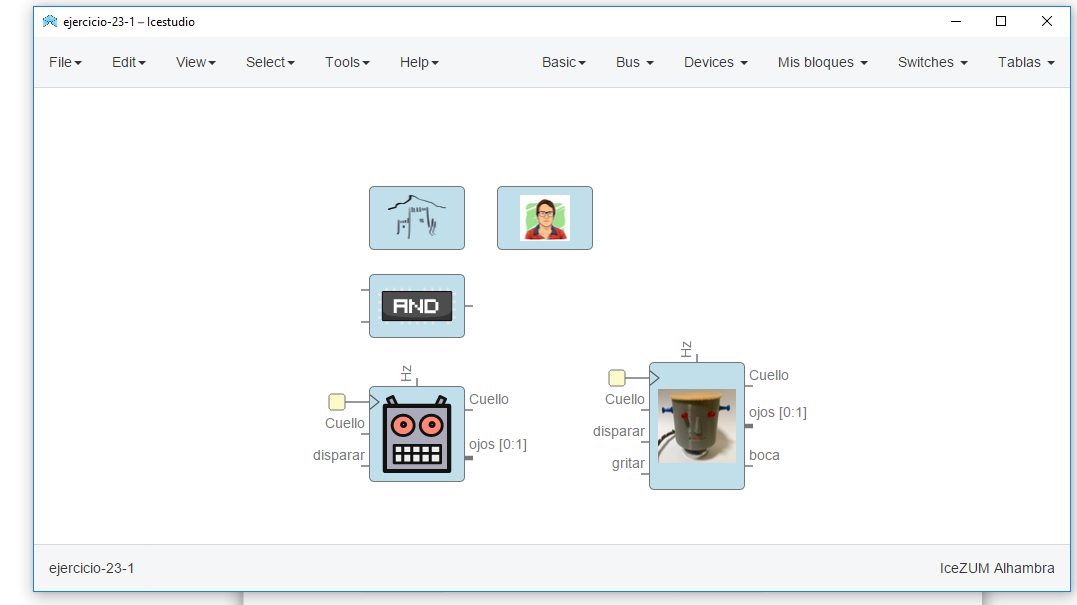 ejercicio-23-1 – Icestudio
File Edit View Select Tools Help Basic Bus Devices Mis bloques Switches Tablas
AND
Hz
Cuello
Cuello
disparar
ojos [0:1]
Hz
Cuello
Cuello
disparar
gritar
ojos [0:1]
boca
ejercicio-23-1
IceZUM Alhambra